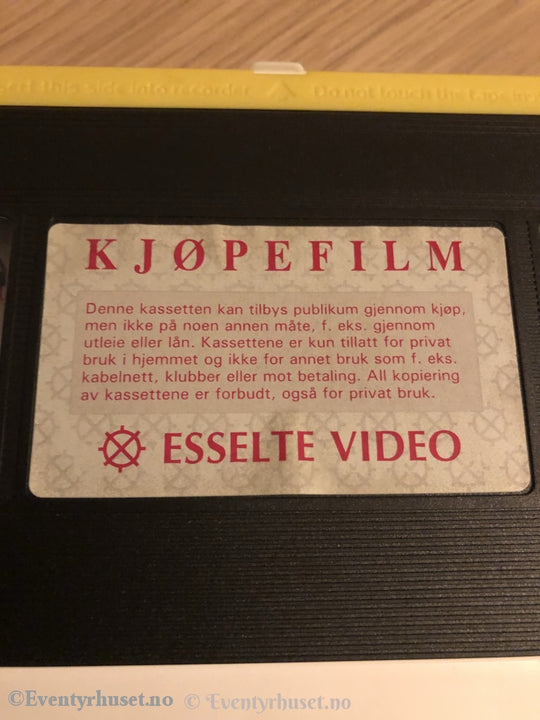 ert this side into recorder Do not touch the tape in
KJØPEFILM
Denne kassetten kan tilbys publikum gjennom kjøp,
men ikke på noen annen måte, f. eks. gjennom
utleie eller lån. Kassettene er kun tillatt for privat
bruk i hjemmet og ikke for annet bruk som f. eks.
kabelnett, klubber eller mot betaling. All kopiering
av kassettene er forbudt, også for privat bruk.
ESSELTE VIDEO
©Eventyrhuset.no © Eventyrhuset.no